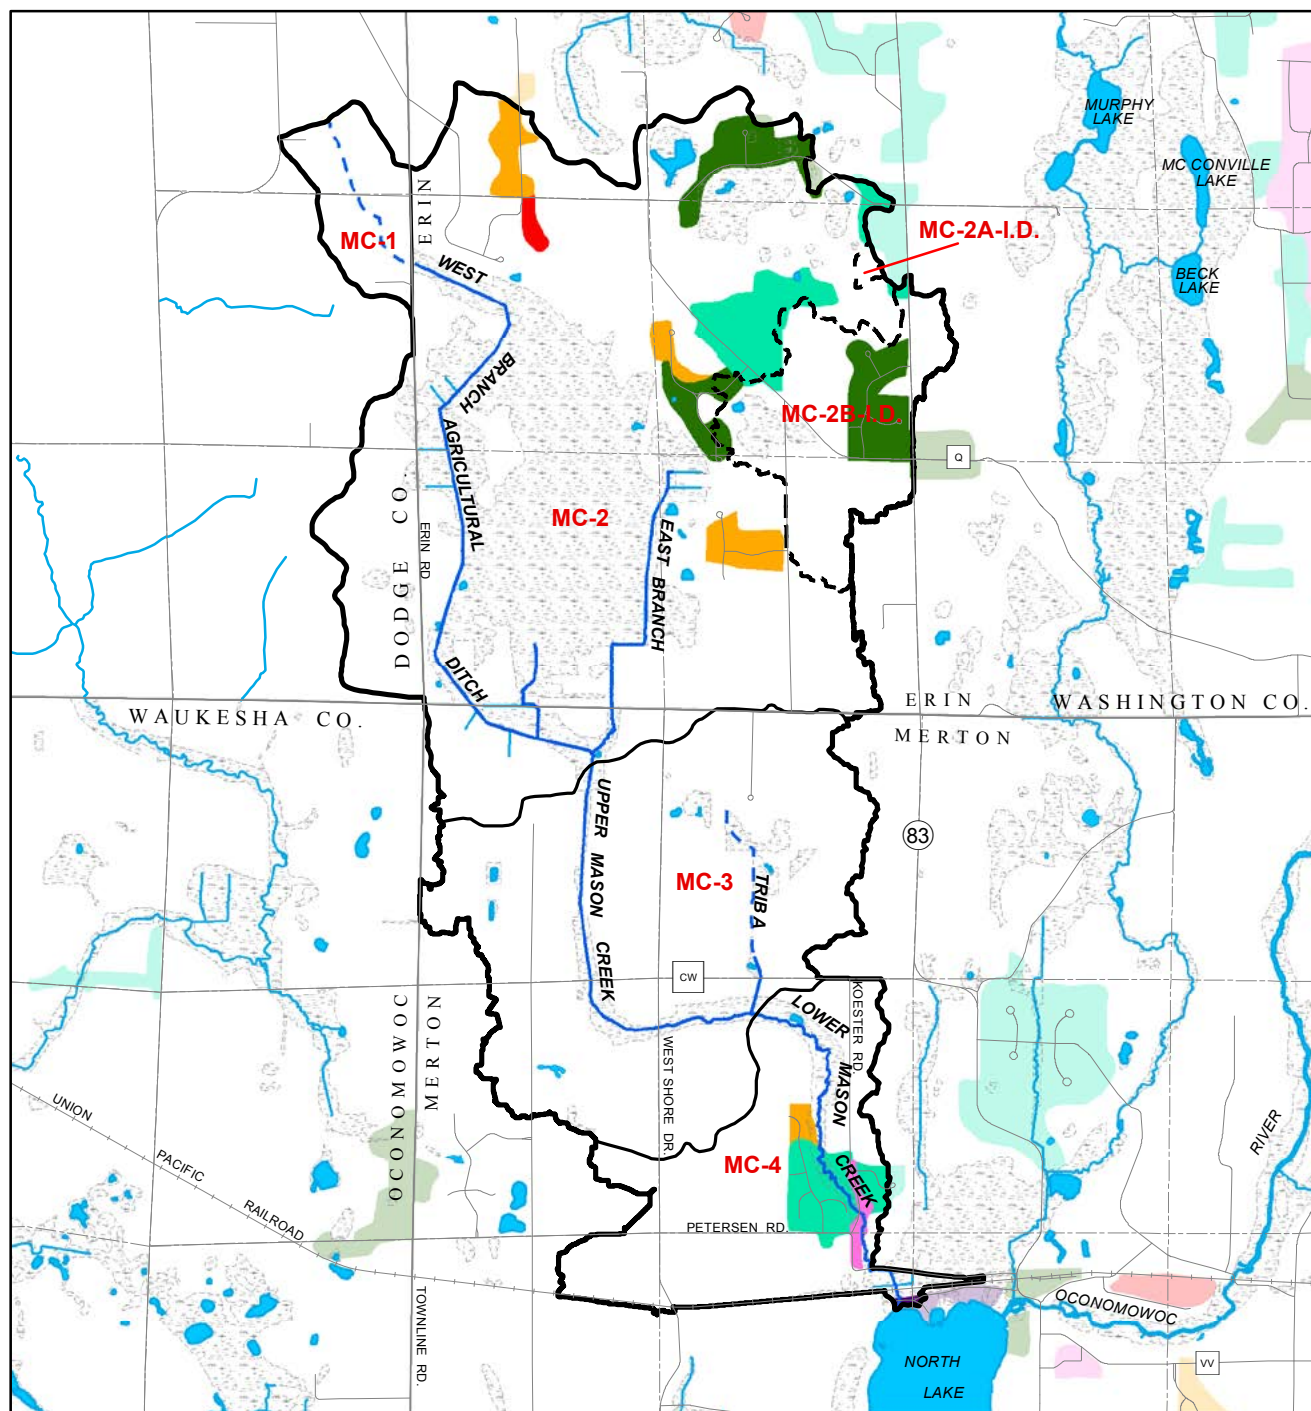 MURPHY
LAKE
MC CONVILLE
LAKE
BECK
LAKE
MC-1
ERIN
MC-2A-I.D.
WEST
BRANCH
AGRICULTURAL
DITCH
MC-2B-I.D.
Q
DODGE CO.
ERIN RD
MC-2
EAST BRANCH
WAUKESHA CO.
ERIN
WASHINGTON CO.
MERTON
UPPER MASON CREEK
83
MC-3
TRIB A
CW
OCONOMOWOC
MERTON
LOWER MASON CREEK
KOESTER RD.
WEST SHORE DR.
UNION PACIFIC RAILROAD
MC-4
PETERSEN RD.
RIVER
OCONOMOWOC
TOWNLINE RD.
NORTH
LAKE
VV